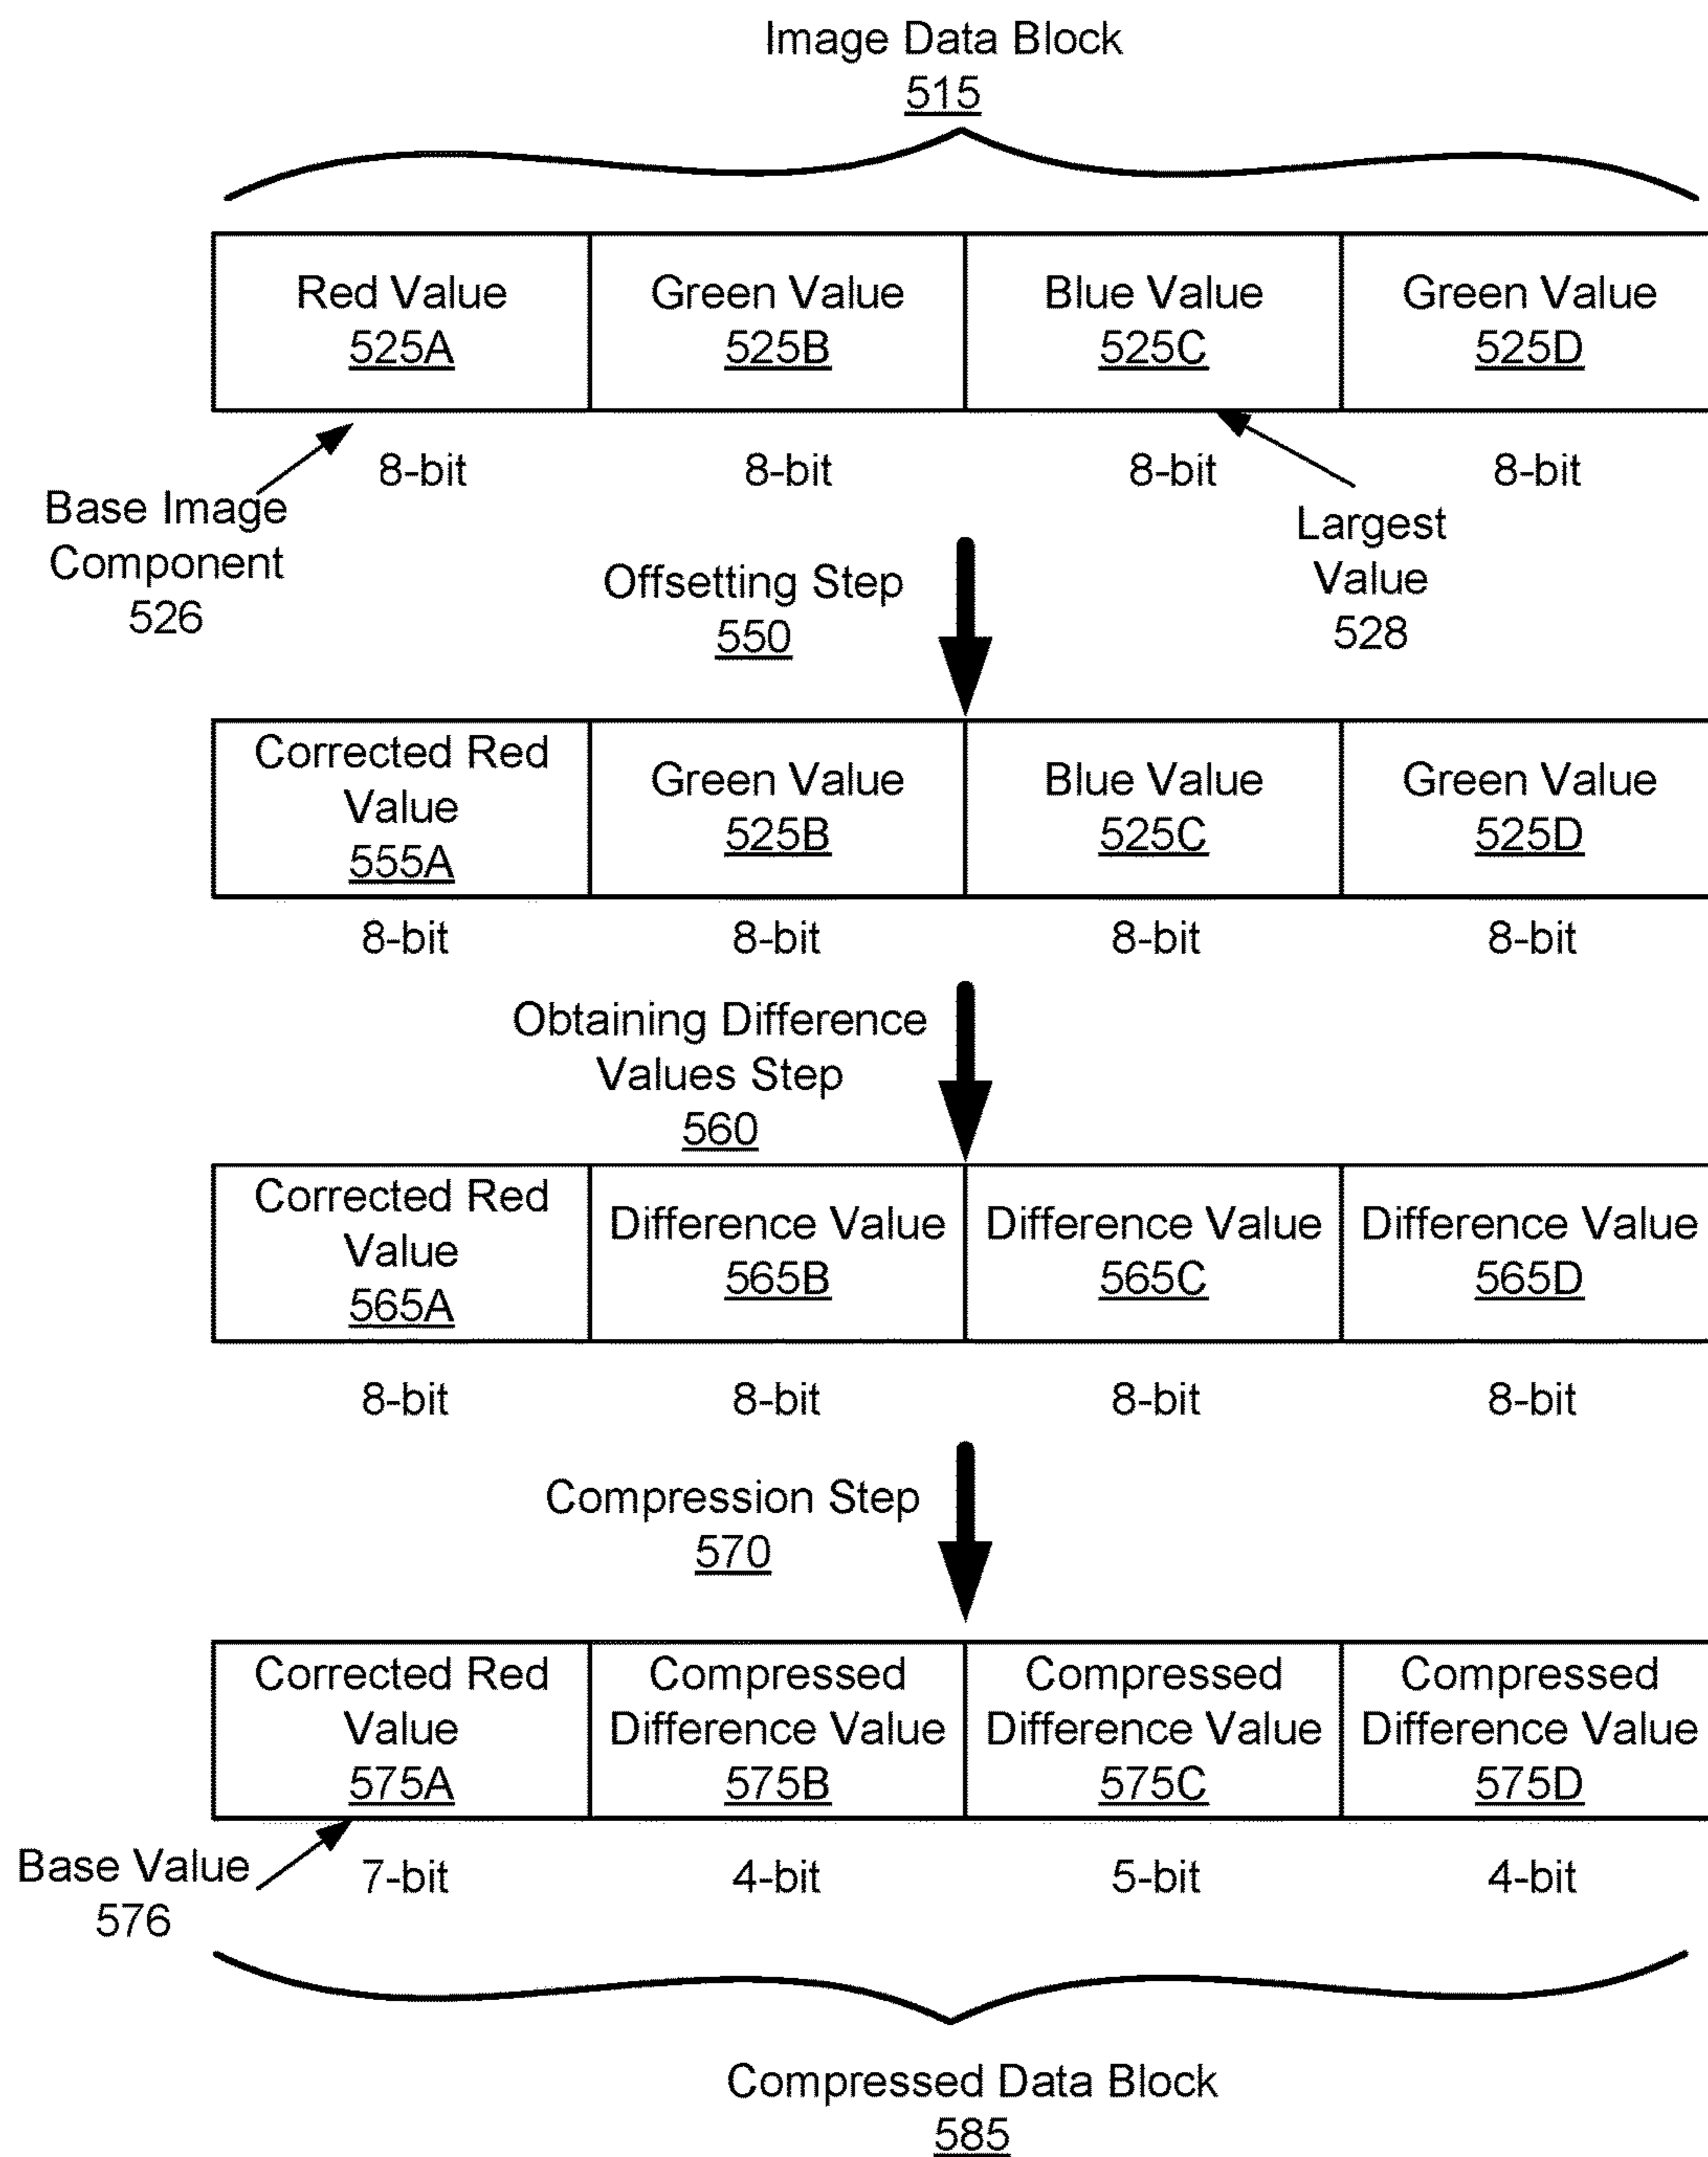 Image Data Block
515
Red Value
525A
Green Value
525B
Blue Value
525C
Green Value
525D
8-bit
8-bit
8-bit
8-bit
Base Image
Component
526
Largest
Value
528
Offsetting Step
550
Corrected Red
Value
555A
Green Value
525B
Blue Value
525C
Green Value
525D
8-bit
8-bit
8-bit
8-bit
Obtaining Difference
Values Step
560
Corrected Red
Value
565A
Difference Value
565B
Difference Value
565C
Difference Value
565D
8-bit
8-bit
8-bit
8-bit
Compression Step
570
Corrected Red
Value
575A
Compressed
Difference Value
575B
Compressed
Difference Value
575C
Compressed
Difference Value
575D
Base Value
576
7-bit
4-bit
5-bit
4-bit
Compressed Data Block
585